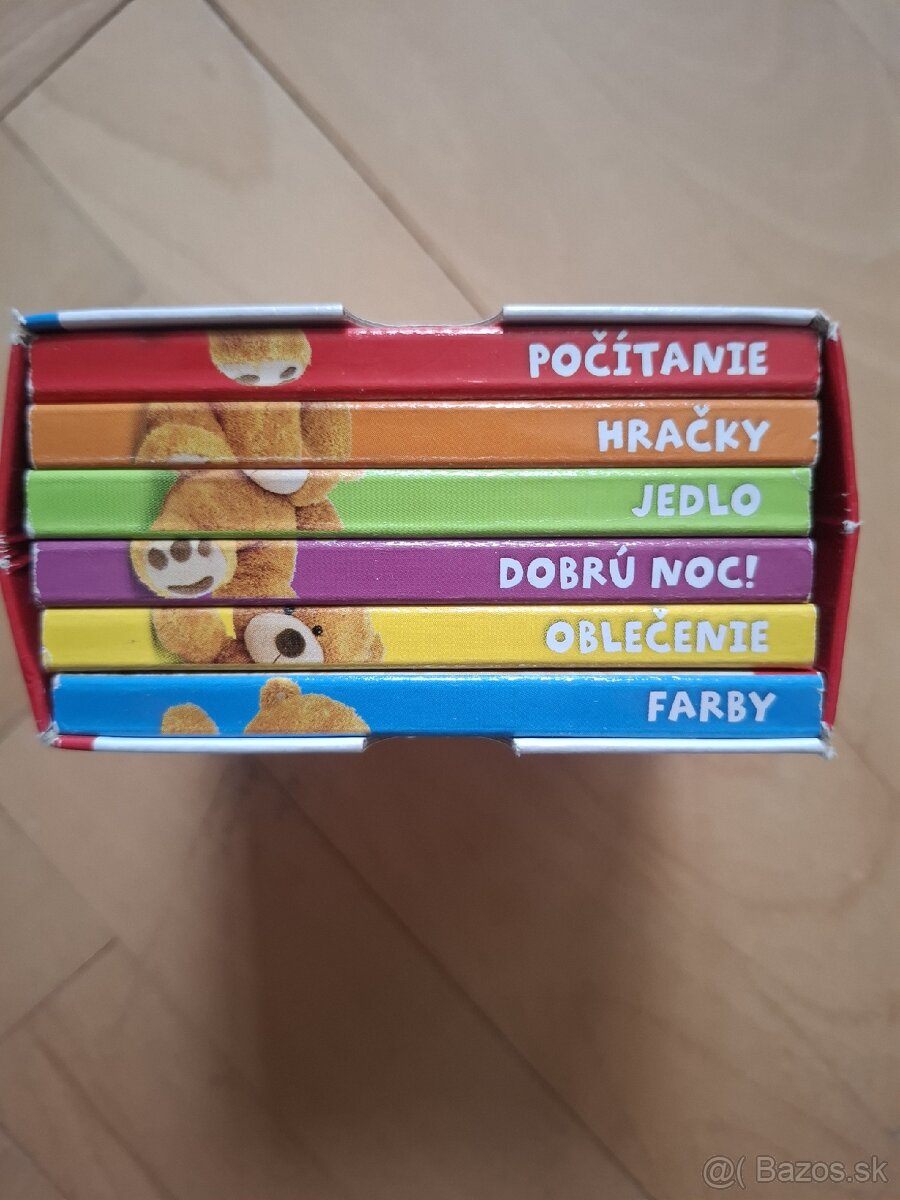 POČÍTANIE
HRAČKY
JEDLO
DOBRÚ NOC!
OBLEČENIE
FARBY
@( Bazos.sk